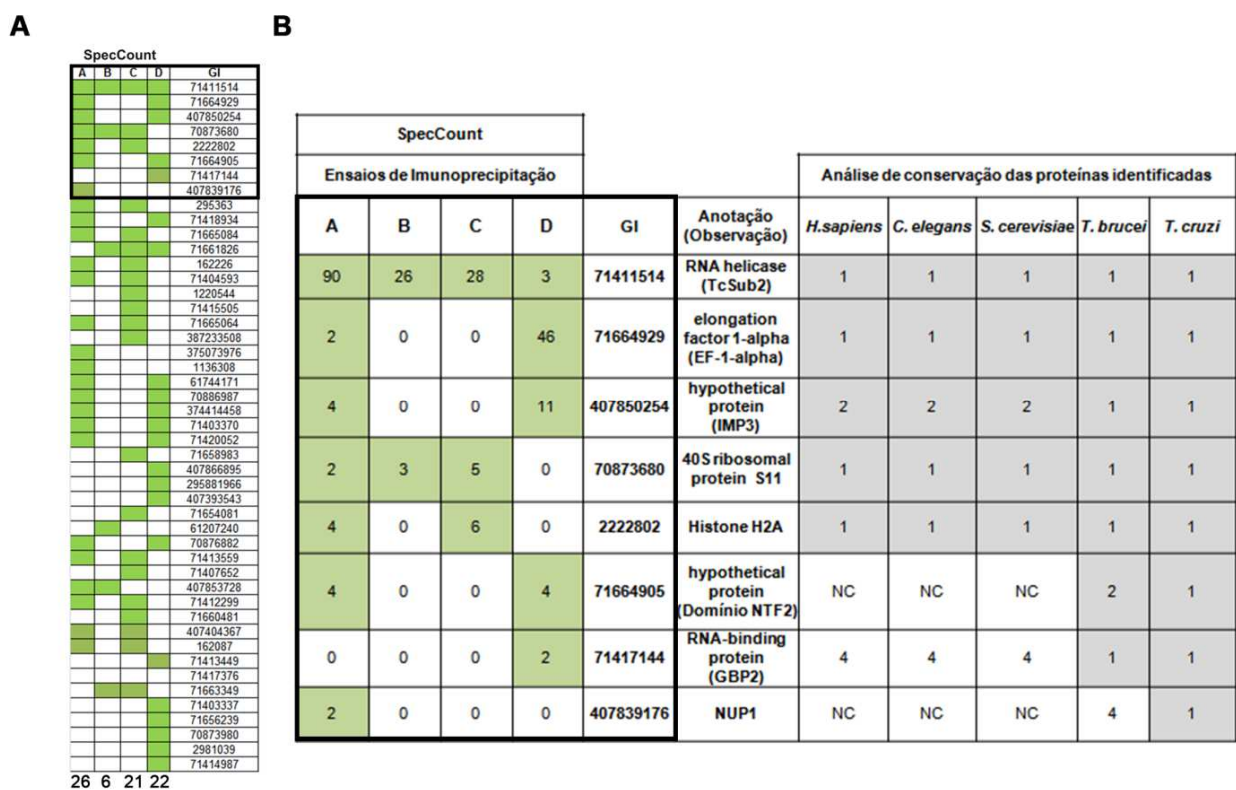 A
B
SpecCount
A B C D GI
71411514
71664929
407850254
70873680
2222802
71664905
71417144
407839176
295363
71418934
71665084
71661826
162226
71404593
1220544
71415505
71665064
387233508
375073976
1136308
61744171
70886987
374414458
71403370
71420052
71658983
407866895
295881966
407393543
71654081
61207240
70876882
71413559
71407652
407853728
71412299
71660481
407404367
162087
71413449
71417376
71663349
71403337
71656239
70873980
2981039
71414987
26 6 21 22
SpecCount
Ensaios de Imunoprecipitação
Análise de conservação das proteínas identificadas
A B C D GI Anotação (Observação) H.sapiens C. elegans S. cerevisiae T. brucei T. cruzi
90 26 28 3 71411514 RNA helicase (TcSub2) 1 1 1 1 1
2 0 0 46 71664929 elongation factor 1-alpha (EF-1-alpha) 1 1 1 1 1
4 0 0 11 407850254 hypothetical protein (IMP3) 2 2 2 1 1
2 3 5 0 70873680 40S ribosomal protein S11 1 1 1 1 1
4 0 6 0 2222802 Histone H2A 1 1 1 1 1
4 0 0 4 71664905 hypothetical protein (Domínio NTF2) NC NC NC 2 1
0 0 0 2 71417144 RNA-binding protein (GBP2) 4 4 4 1 1
2 0 0 0 407839176 NUP1 NC NC NC 4 1